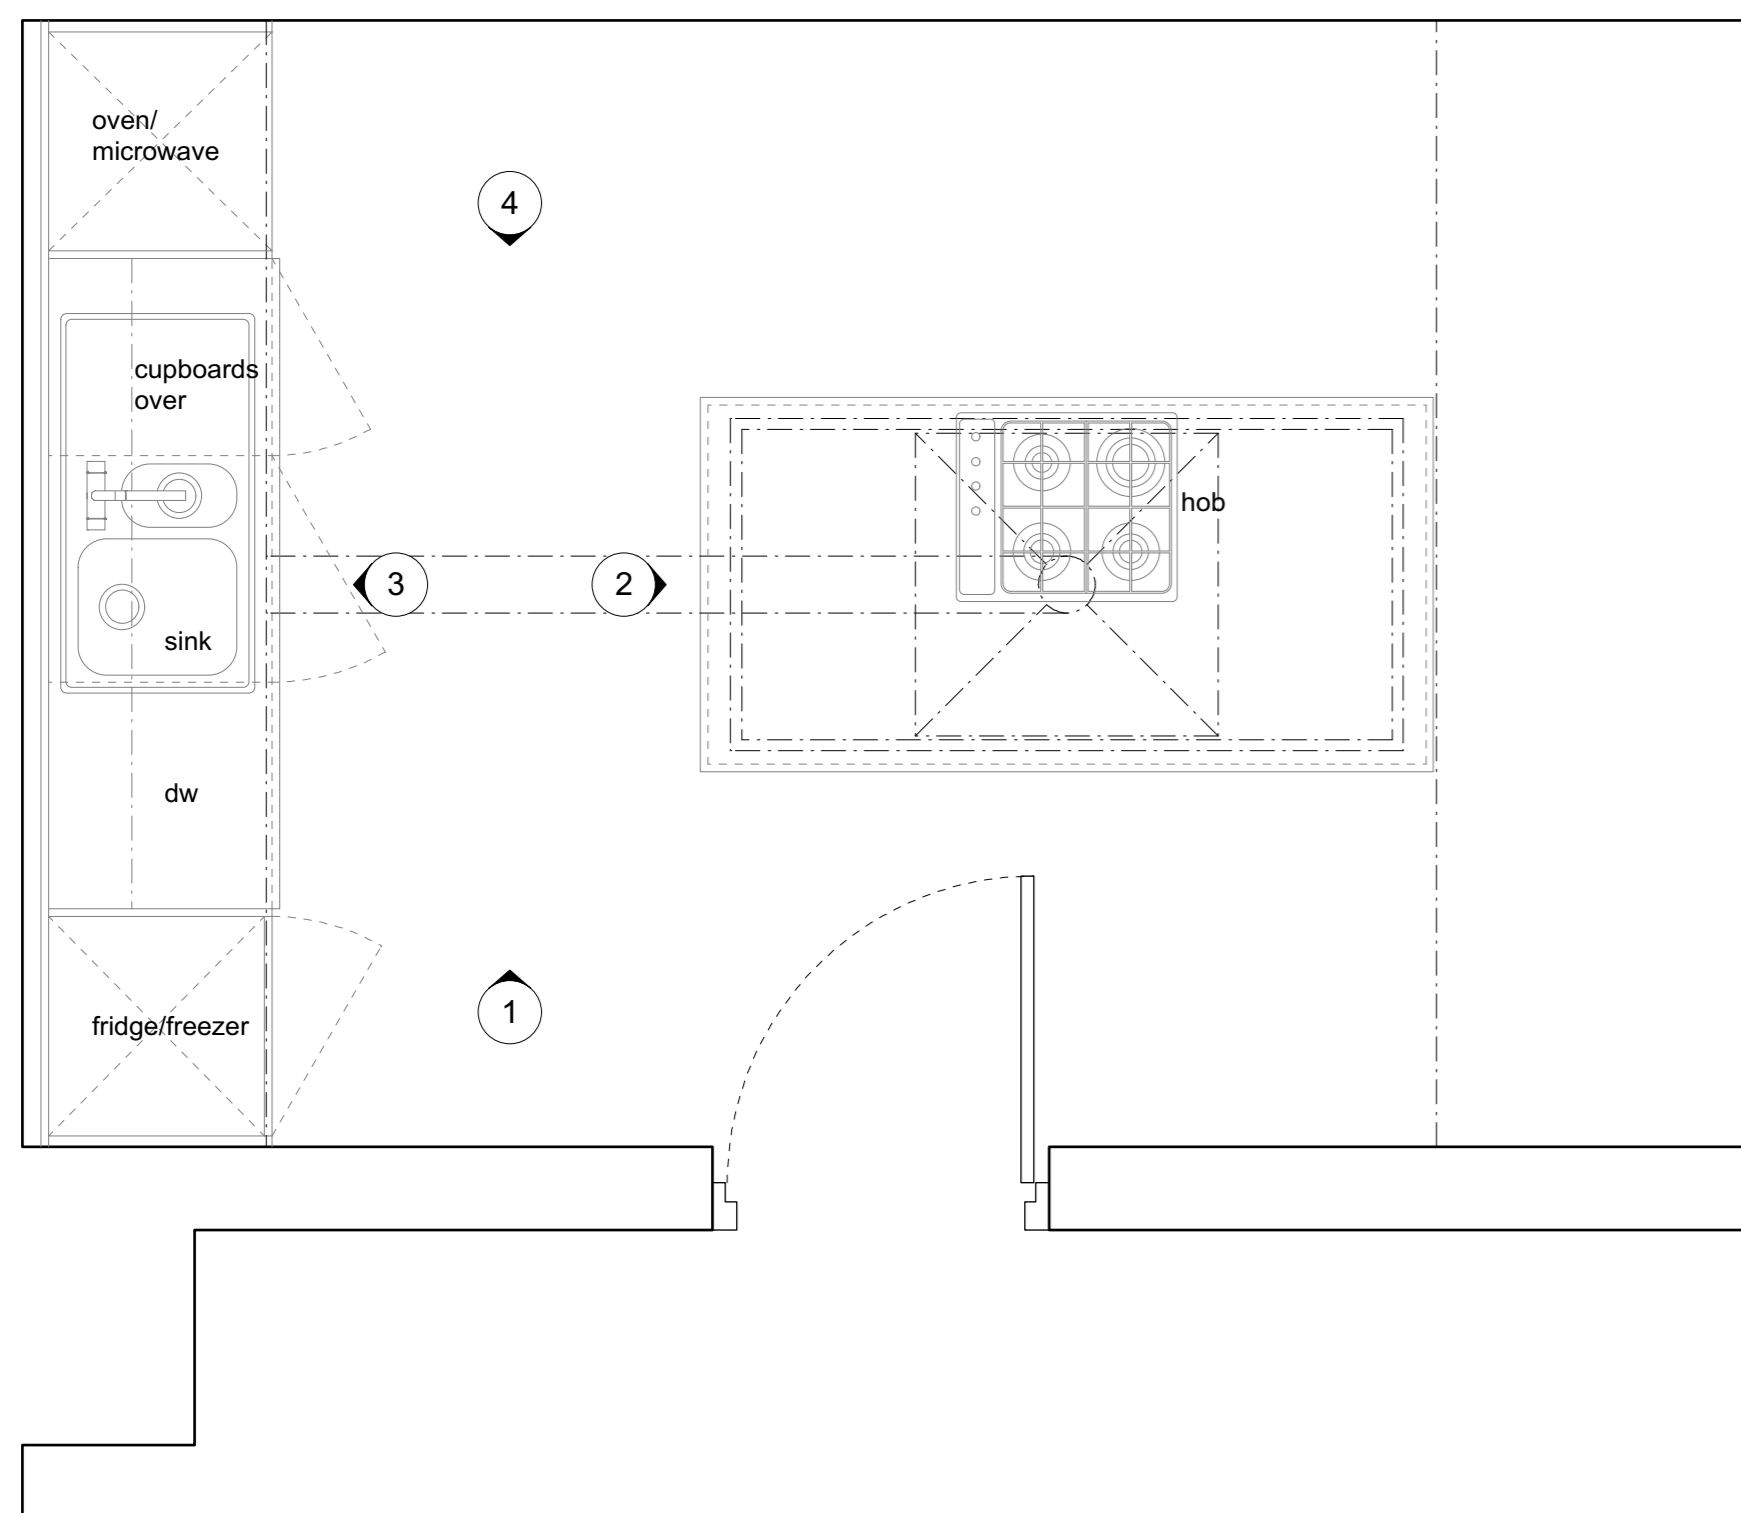 oven/
microwave
4
cupboards
over
hob
3
2
sink
dw
1
fridge/freezer